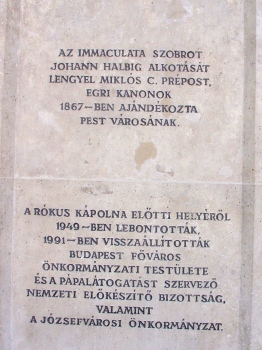 AZ IMMACULATA SZOBROT
JOHANN HALBIG ALKOTÁSÁT
LENGYEL MIKLÓS C. PRÉPOST,
EGRI KANONOK
1867-BEN AJÁNDÉKOZTA
PEST VÁROSÁNAK.
A RÓKUS KÁPOLNA ELŐTTI HELYÉRŐL
1949-BEN LEBONTOTTÁK,
1991-BEN VISSZAÁLLÍTOTTÁK
BUDAPEST FŐVÁROS
ÖNKORMÁNYZATI TESTÜLETE
ÉS A PÁPALÁTOGATÁST SZERVEZŐ
NEMZETI ELŐKÉSZÍTŐ BIZOTTSÁG,
VALAMINT
A JÓZSEFVÁROSI ÖNKORMÁNYZAT.